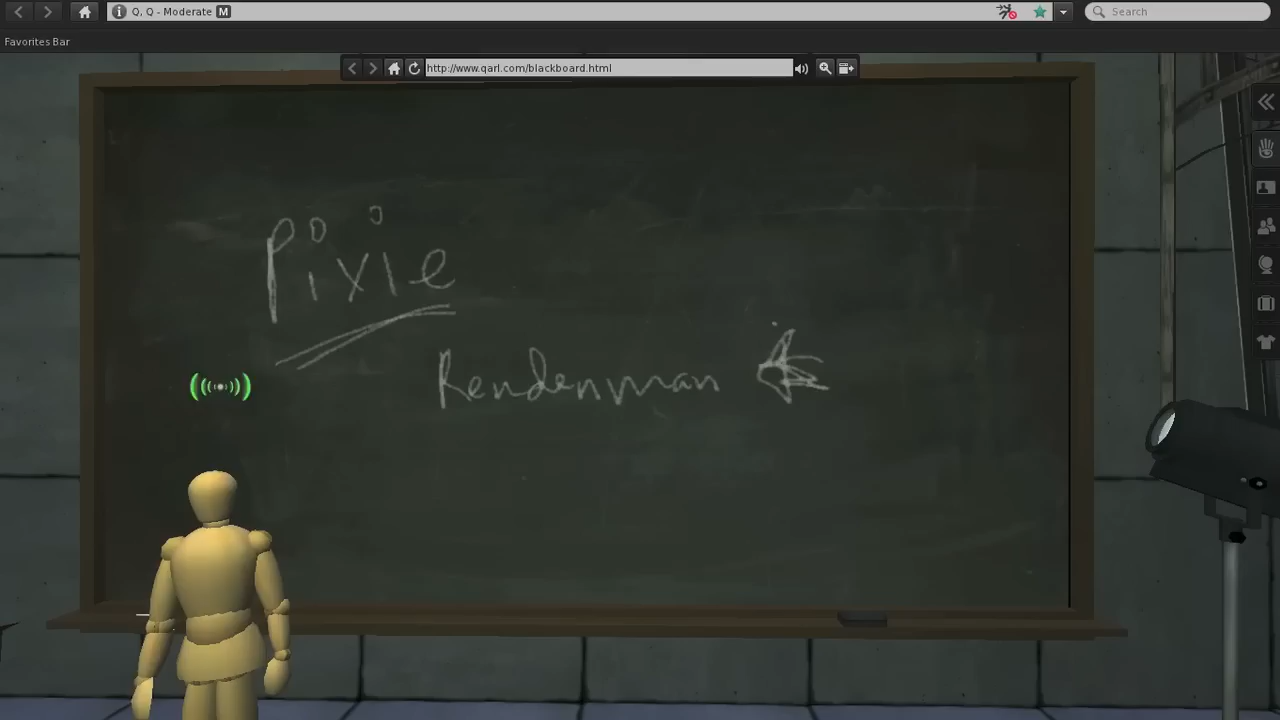 Q, Q - Moderate M
Search
Favorites Bar
http://www.qarl.com/blackboard.html
Pixie
Renderman